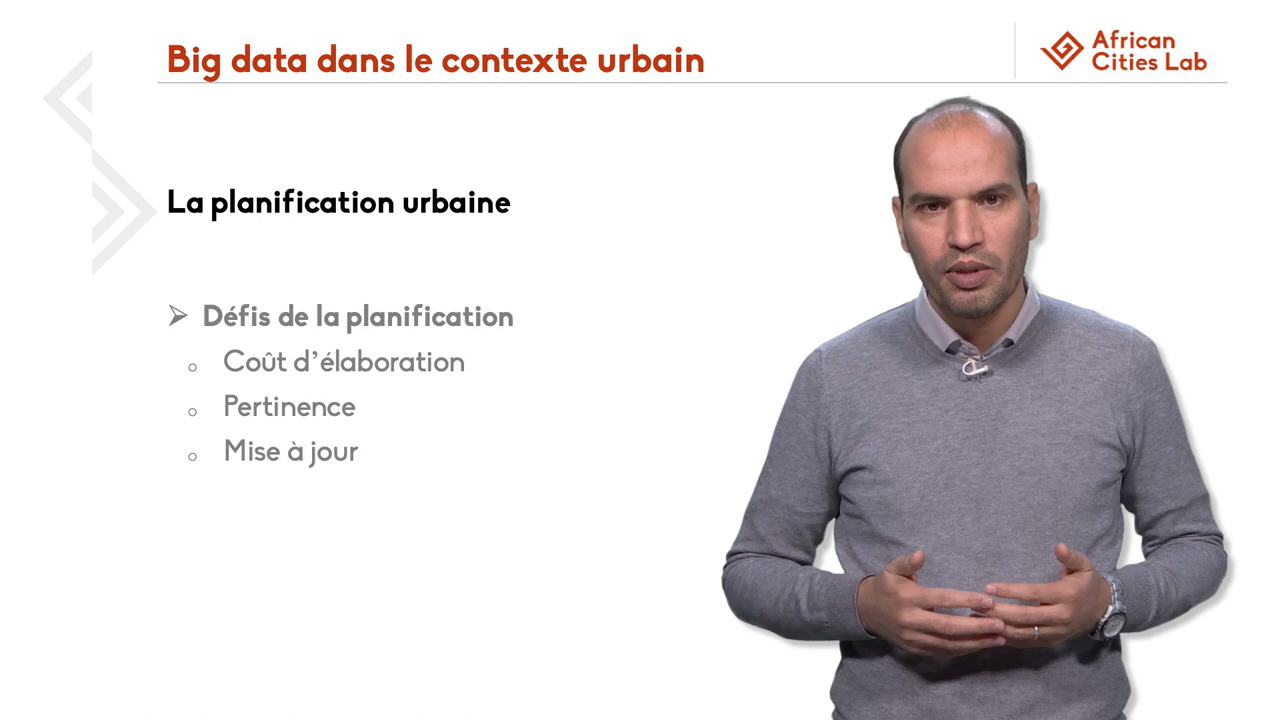 Big data dans le contexte urbain
African
Cities Lab
La planification urbaine
➢ Défis de la planification
o Coût d’élaboration
o Pertinence
o Mise à jour